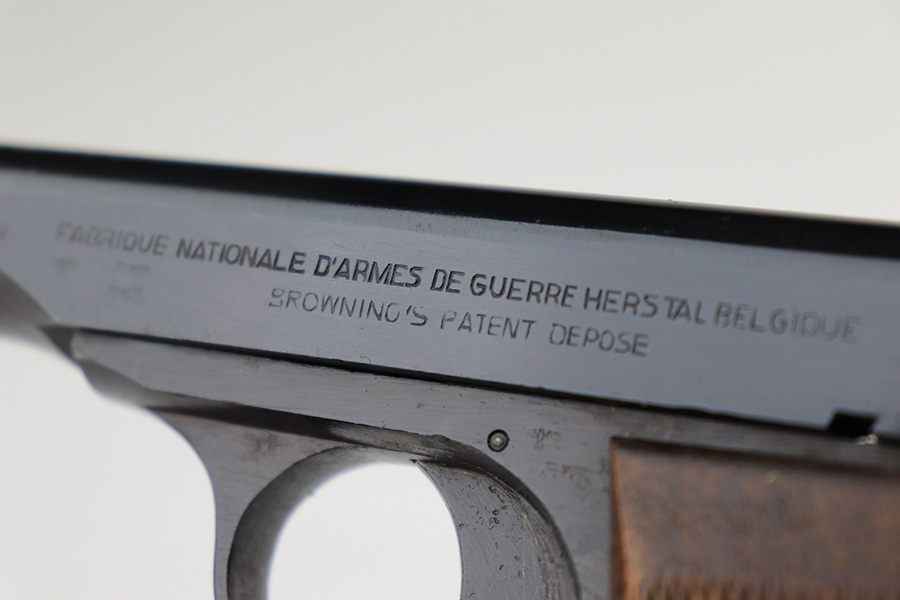 FABRIQUE NATIONALE D'ARMES DE GUERRE HERSTAL BELGIQUE
BROWNING'S PATENT DEPOSE